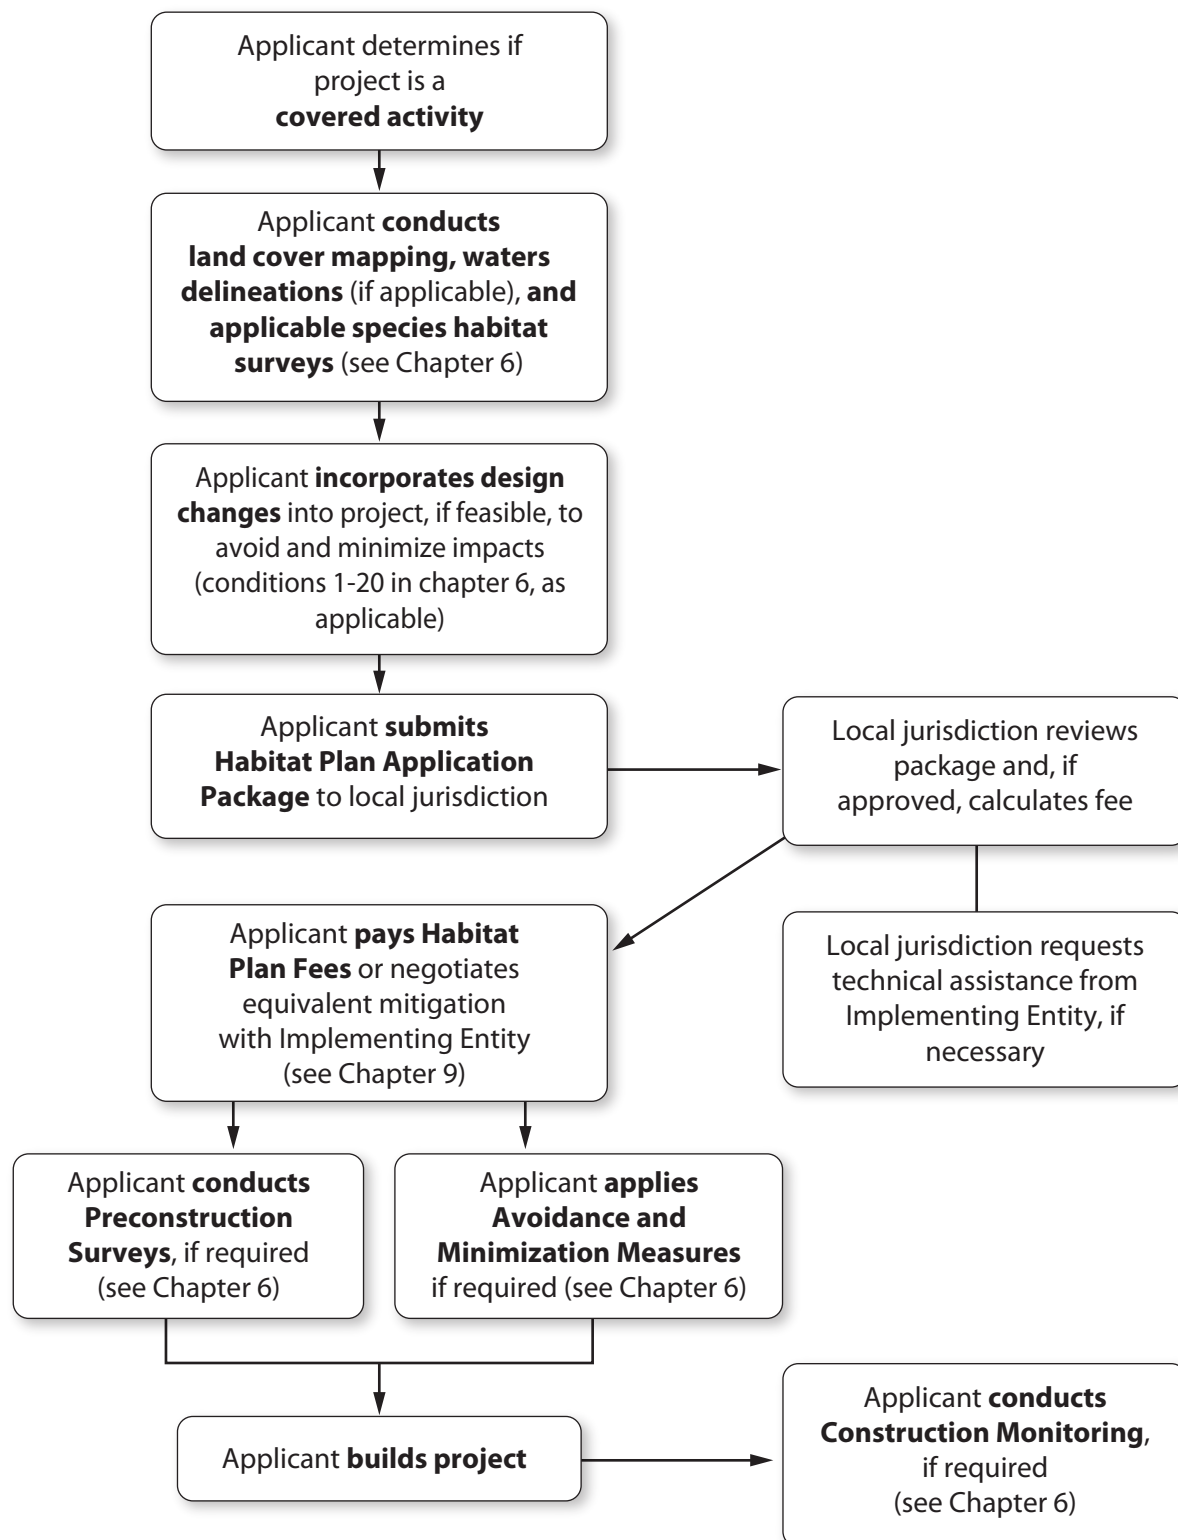 Applicant determines if
project is a
covered activity
Applicant conducts
land cover mapping, waters
delineations (if applicable), and
applicable species habitat
surveys (see Chapter 6)
Applicant incorporates design
changes into project, if feasible, to
avoid and minimize impacts
(conditions 1-20 in chapter 6, as
applicable)
Applicant submits
Habitat Plan Application
Package to local jurisdiction
Local jurisdiction reviews
package and, if
approved, calculates fee
Local jurisdiction requests
technical assistance from
Implementing Entity, if
necessary
Applicant pays Habitat
Plan Fees or negotiates
equivalent mitigation
with Implementing Entity
(see Chapter 9)
Applicant conducts
Preconstruction
Surveys, if required
(see Chapter 6)
Applicant applies
Avoidance and
Minimization Measures
if required (see Chapter 6)
Applicant builds project
Applicant conducts
Construction Monitoring,
if required
(see Chapter 6)